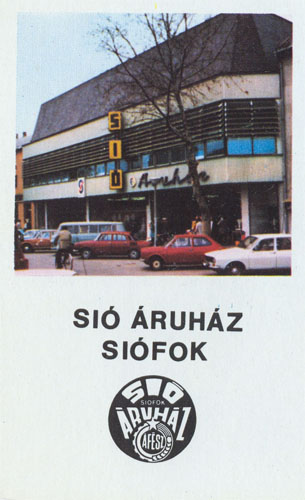 SIÓ
Áruház
SIÓ ÁRUHÁZ
SIÓFOK
SIÓ
SIÓFOK
ÁRUHÁZ
ÁFÉSZ